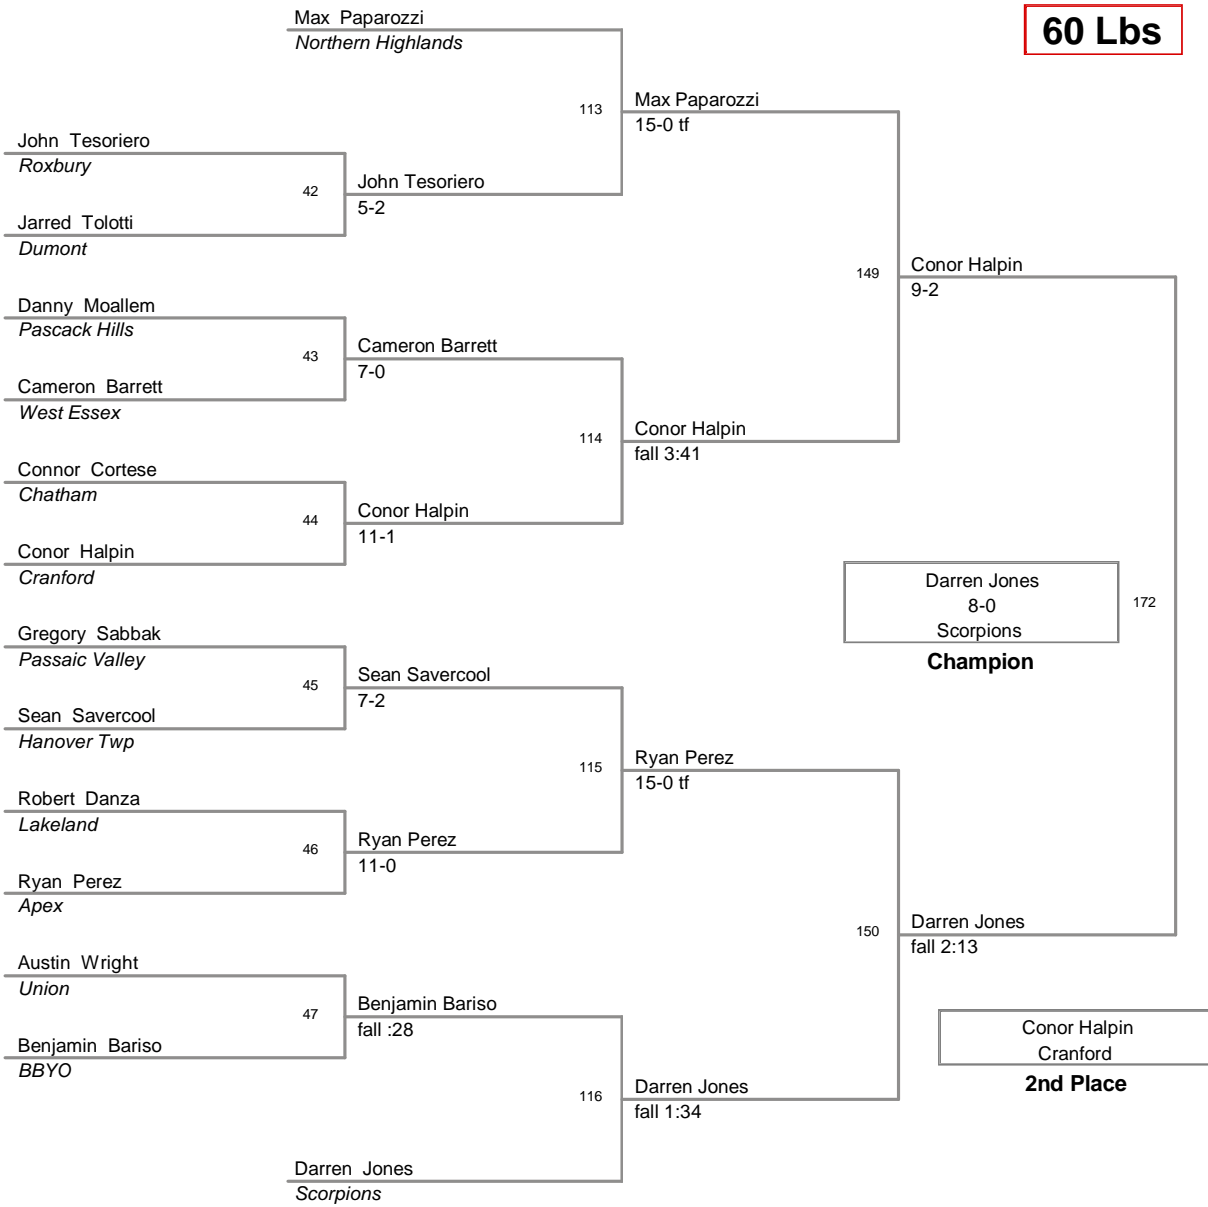 Max Paparozzi
Northern Highlands
60 Lbs
113
Max Paparozzi
15-0 tf
John Tesoriero
Roxbury
42
John Tesoriero
5-2
Jarred Tolotti
Dumont
149
Conor Halpin
9-2
Danny Moallem
Pascack Hills
43
Cameron Barrett
7-0
Cameron Barrett
West Essex
114
Conor Halpin
fall 3:41
Connor Cortese
Chatham
44
Conor Halpin
11-1
Conor Halpin
Cranford
Darren Jones
8-0
Scorpions
Champion
172
Gregory Sabbak
Passaic Valley
45
Sean Savercool
7-2
Sean Savercool
Hanover Twp
115
Ryan Perez
15-0 tf
Robert Danza
Lakeland
46
Ryan Perez
11-0
Ryan Perez
Apex
150
Darren Jones
fall 2:13
Austin Wright
Union
47
Benjamin Bariso
fall :28
Benjamin Bariso
BBYO
Conor Halpin
Cranford
2nd Place
116
Darren Jones
fall 1:34
Darren Jones
Scorpions